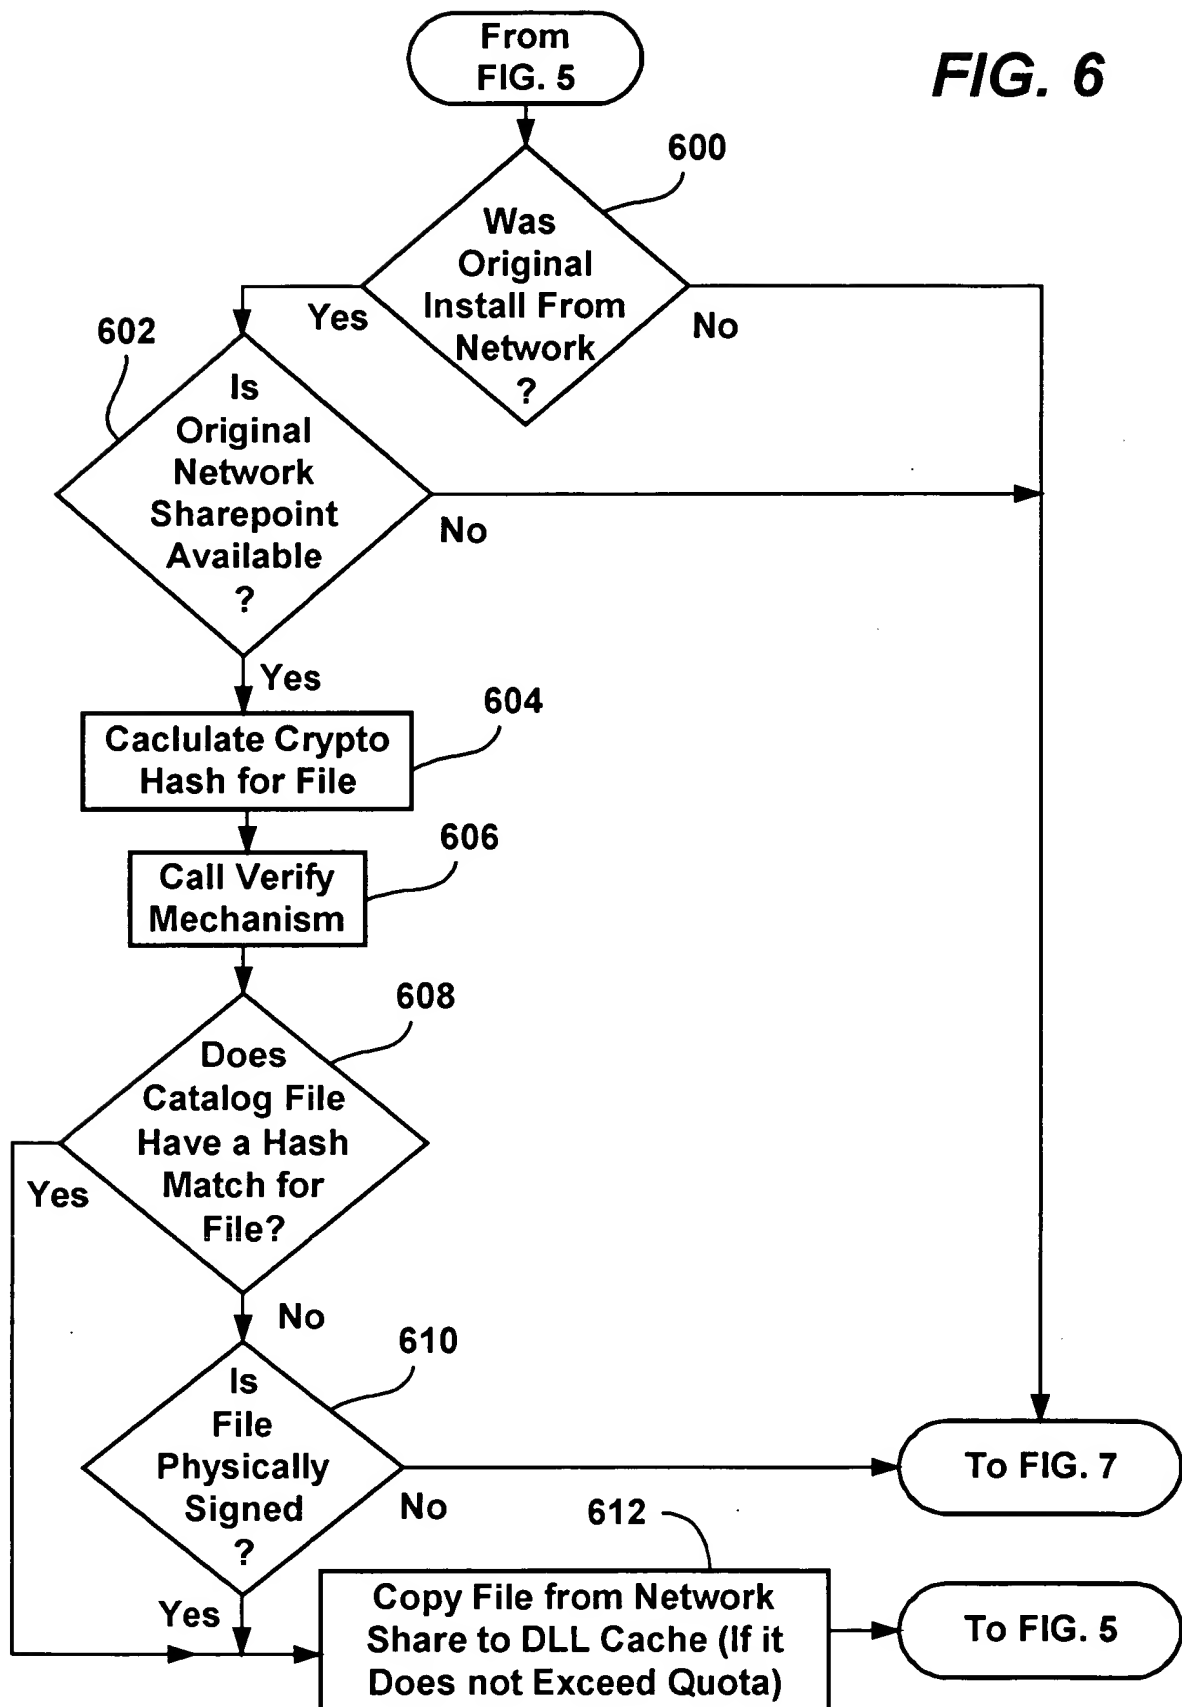 From
FIG. 5
FIG. 6
600
Was
Original
Install From
Network
?
Yes
No
602
Is
Original
Network
Sharepoint
Available
?
No
Yes
604
Caclulate Crypto
Hash for File
606
Call Verify
Mechanism
608
Does
Catalog File
Have a Hash
Match for
File?
Yes
No
610
Is
File
Physically
Signed
?
No
To FIG. 7
Yes
612
Copy File from Network
Share to DLL Cache (If it
Does not Exceed Quota)
To FIG. 5